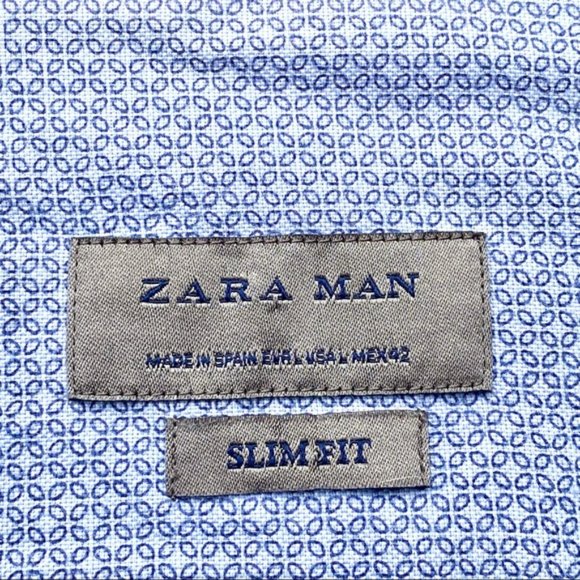 ZARA MAN
MADE IN SPAIN EUR L USA L MEX 42
SLIM FIT